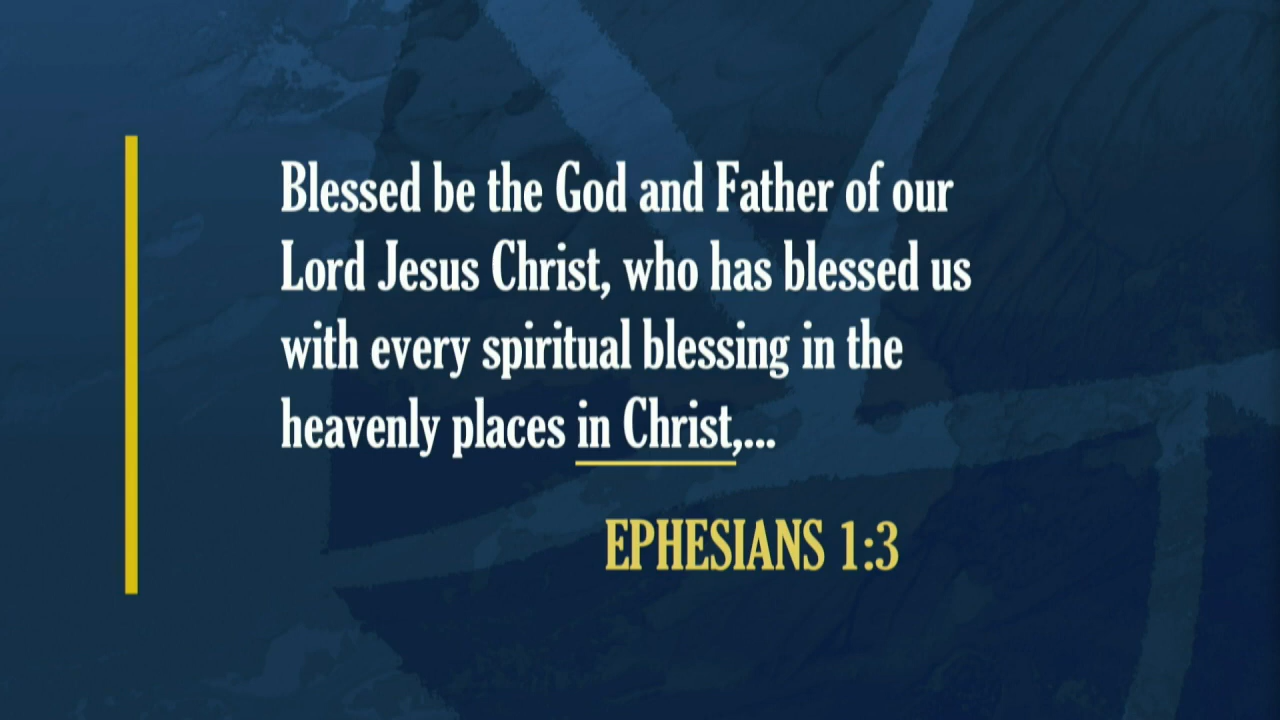 Blessed be the God and Father of our
Lord Jesus Christ, who has blessed us
with every spiritual blessing in the
heavenly places in Christ,...
EPHESIANS 1:3